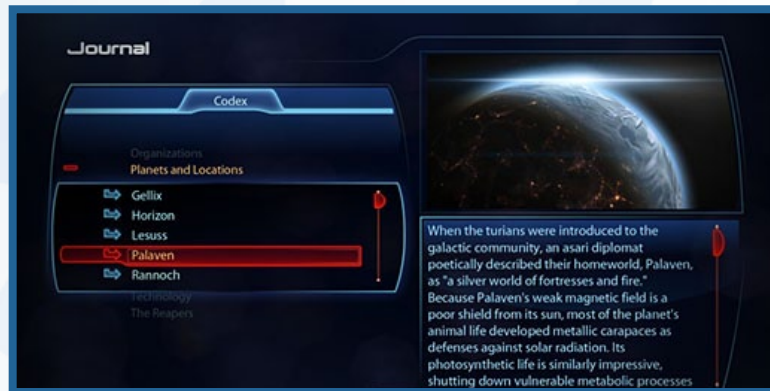 Journal
Codex
Organizations
Planets and Locations
Gellix
Horizon
Lesuss
Palaven
Rannoch
Technology
The Reapers
When the turians were introduced to the
galactic community, an asari diplomat
poetically described their homeworld, Palaven,
as "a silver world of fortresses and fire."
Because Palaven's weak magnetic field is a
poor shield from its sun, most of the planet's
animal life developed metallic carapaces as
defenses against solar radiation. Its
photosynthetic life is similarly impressive,
shutting down vulnerable metabolic processes